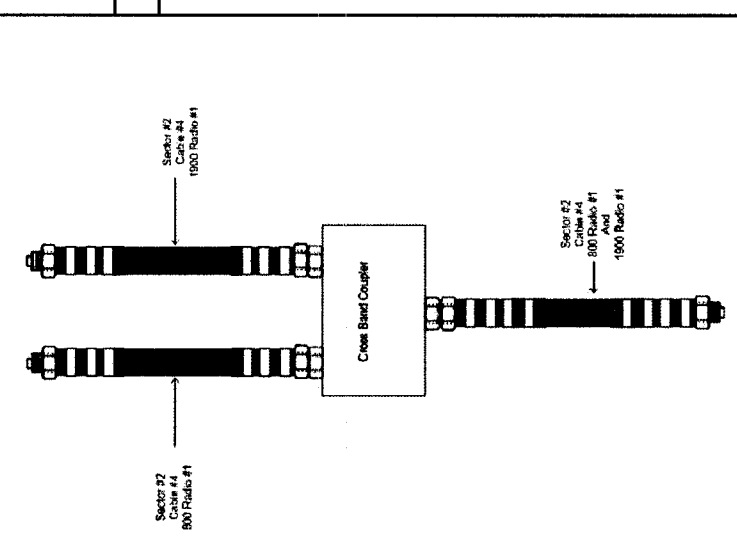 Sector #2
Cable #4
1900 Radio #1
Sector #2
Cable #4
800 Radio #1
And
1900 Radio #1
Cross Band Coupler
Sector #2
Cable #4
800 Radio #1